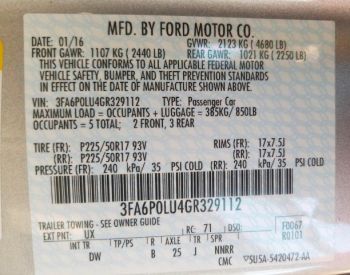 MFD. BY FORD MOTOR CO.
DATE: 01/16 GVWR: 2123 KG (4680 LB)
FRONT GAWR: 1107 KG (2440 LB) REAR GAWR: 1021 KG (2250 LB)
THIS VEHICLE CONFORMS TO ALL APPLICABLE FEDERAL MOTOR
VEHICLE SAFETY, BUMPER, AND THEFT PREVENTION STANDARDS
IN EFFECT ON THE DATE OF MANUFACTURE SHOWN ABOVE.
VIN: 3FA6P0LU4GR329112 TYPE: Passenger Car
MAXIMUM LOAD = OCCUPANTS + LUGGAGE = 385KG/850LB
OCCUPANTS = 5 TOTAL; 2 FRONT, 3 REAR
TIRE (FR): P225/50R17 93V RIMS (FR): 17x7.5J
(RR): P225/50R17 93V (RR): 17x7.5J
PRESSURE (FR): 240 kPa/ 35 PSI COLD (RR): 240 kPa/ 35 PSI COLD
3FA6P0LU4GR329112
TRAILER TOWING - SEE OWNER GUIDE
EXT PNT: UX RC: 71 DSO: F0067
R0101
INT TR TP/PS R AXLE TR SPR
DW B 25 J NNRR
CMC SU5A-5420472-AA